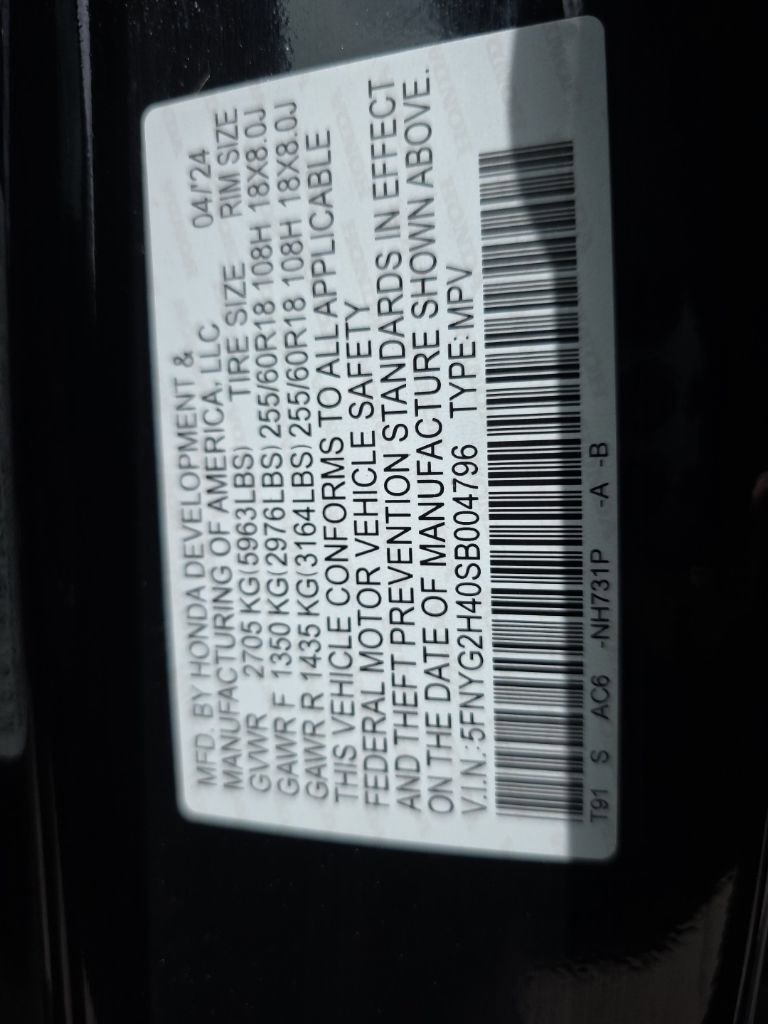 MFD. BY HONDA DEVELOPMENT &
MANUFACTURING OF AMERICA, LLC 04/'24
GVWR 2705 KG(5963LBS) TIRE SIZE RIM SIZE
GAWR F 1350 KG(2976LBS) 255/60R18 108H 18X8.0J
GAWR R 1435 KG(3164LBS) 255/60R18 108H 18X8.0J
THIS VEHICLE CONFORMS TO ALL APPLICABLE
FEDERAL MOTOR VEHICLE SAFETY
AND THEFT PREVENTION STANDARDS IN EFFECT
ON THE DATE OF MANUFACTURE SHOWN ABOVE.
V.I.N.:5FNYG2H40SB004796 TYPE:MPV
T91 S AC6 -NH731P -A -B